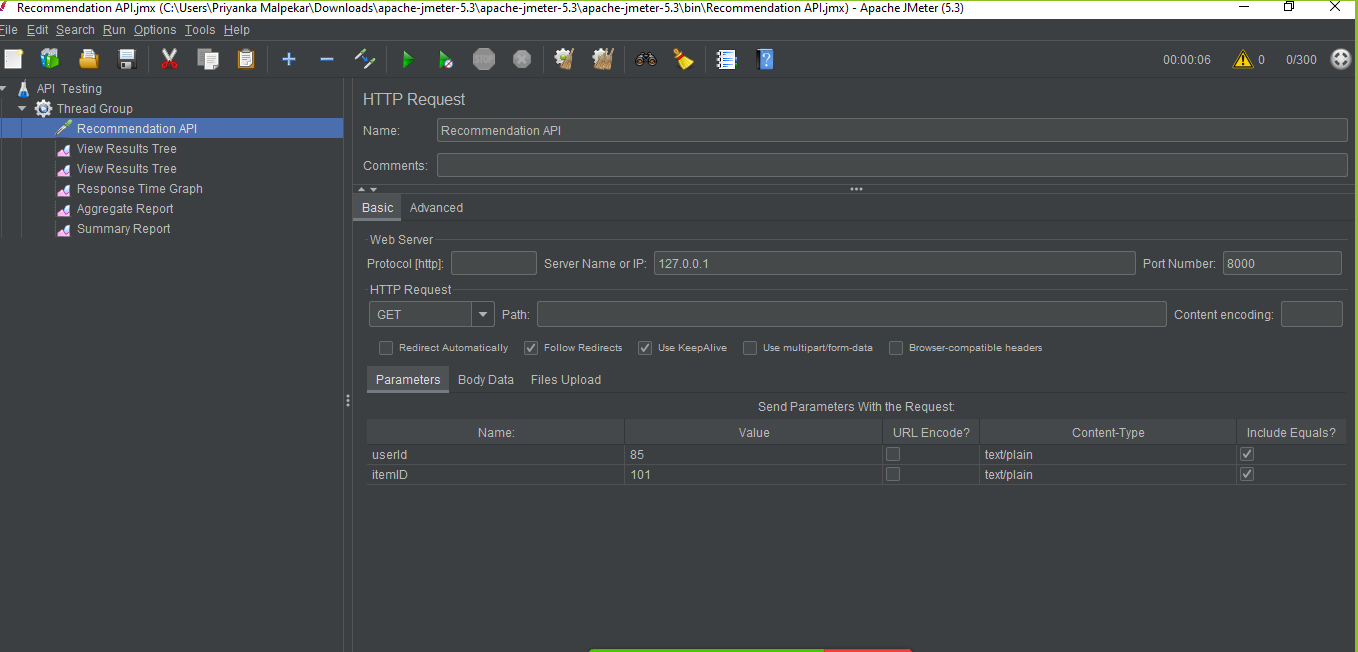 Recommendation API.jmx (C:\Users\Priyanka Malpekar\Downloads\apache-jmeter-5.3\apache-jmeter-5.3\apache-jmeter-5.3\bin\Recommendation API.jmx) - Apache JMeter (5.3)
File Edit Search Run Options Tools Help
STOP 00:00:06 0 0/300
API Testing
Thread Group
Recommendation API
View Results Tree
View Results Tree
Response Time Graph
Aggregate Report
Summary Report
HTTP Request
Name: Recommendation API
Comments:
Basic Advanced
Web Server
Protocol [http]: Server Name or IP: 127.0.0.1 Port Number: 8000
HTTP Request
GET Path: Content encoding:
Redirect Automatically Follow Redirects Use KeepAlive Use multipart/form-data Browser-compatible headers
Parameters Body Data Files Upload
Send Parameters With the Request:
Name: Value URL Encode? Content-Type Include Equals?
userId 85 text/plain
itemID 101 text/plain